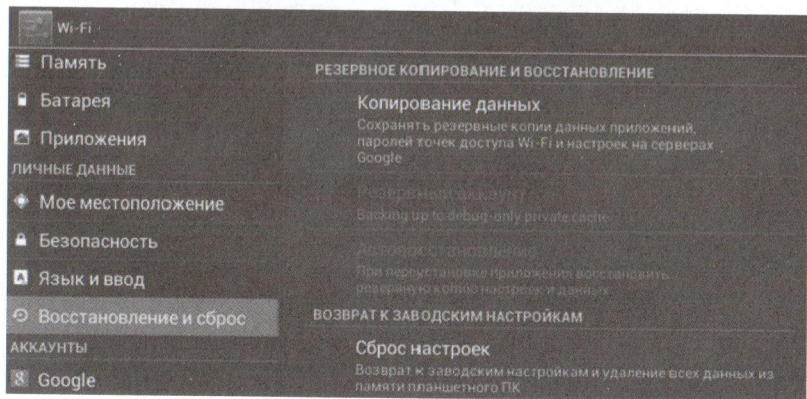 Wi-Fi
Память
Батарея
Приложения
ЛИЧНЫЕ ДАННЫЕ
Мое местоположение
Безопасность
Язык и ввод
Восстановление и сброс
АККАУНТЫ
Google
РЕЗЕРВНОЕ КОПИРОВАНИЕ И ВОССТАНОВЛЕНИЕ
Копирование данных
Сохранять резервные копии данных приложений,
паролей точек доступа Wi-Fi и настроек на серверах
Google
Резервный аккаунт
Backing up to debug-only private cache
Автовосстановление
При переустановке приложения восстановить
резервную копию настроек и данных
ВОЗВРАТ К ЗАВОДСКИМ НАСТРОЙКАМ
Сброс настроек
Возврат к заводским настройкам и удаление всех данных из
памяти планшетного ПК